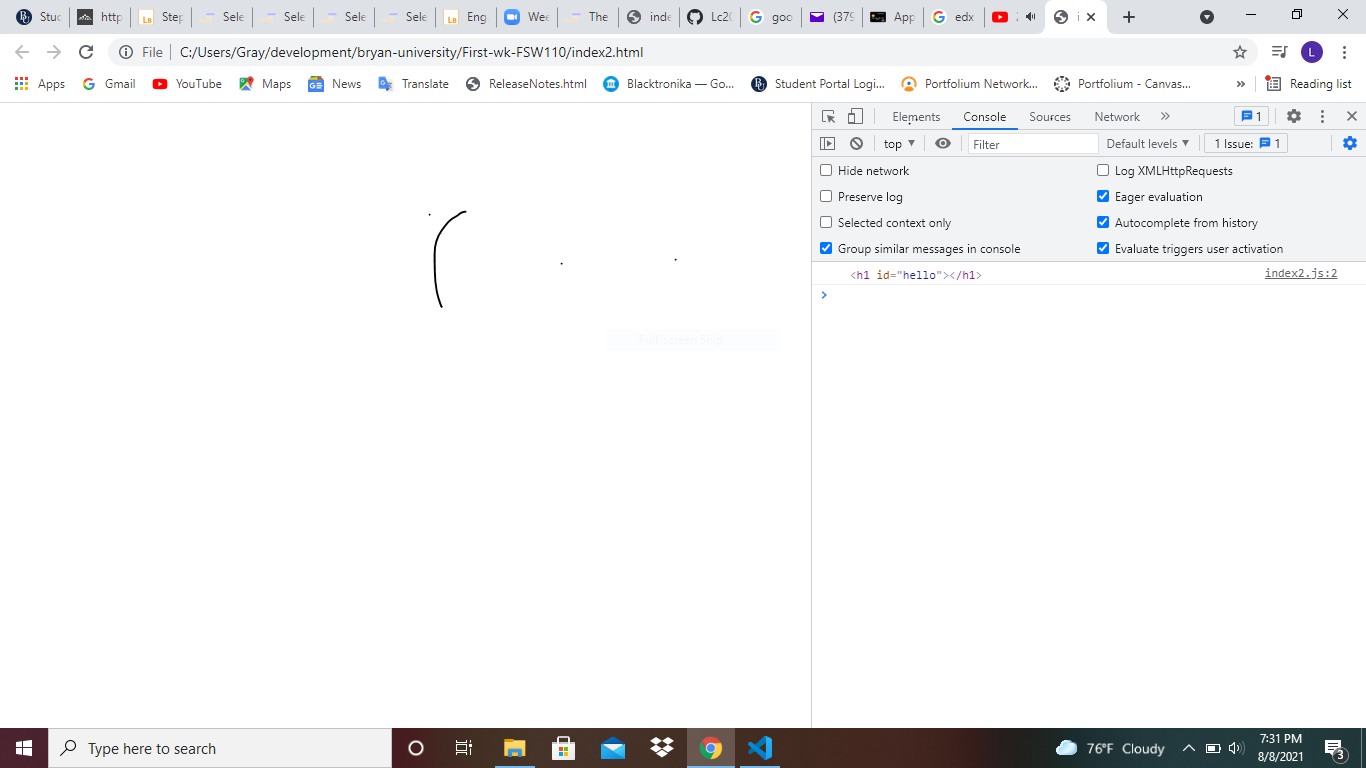 Stuc http Step Sele Sele Sele Sele Eng Wee The inde Lc20 goo (379 App edx
File C:/Users/Gray/development/bryan-university/First-wk-FSW110/index2.html L
Apps Gmail YouTube Maps News Translate ReleaseNotes.html Blacktronika — Go... Student Portal Logi... Portfolium Network... Portfolium - Canvas... » Reading list
Elements Console Sources Network » 1
top ▼ Filter Default levels ▼ 1 Issue: 1
Hide network Log XMLHttpRequests
Preserve log Eager evaluation
Selected context only Autocomplete from history
Group similar messages in console Evaluate triggers user activation
<h1 id="hello"></h1> index2.js:2
Full-screen Snip
Type here to search 76°F Cloudy 7:31 PM
8/8/2021 3